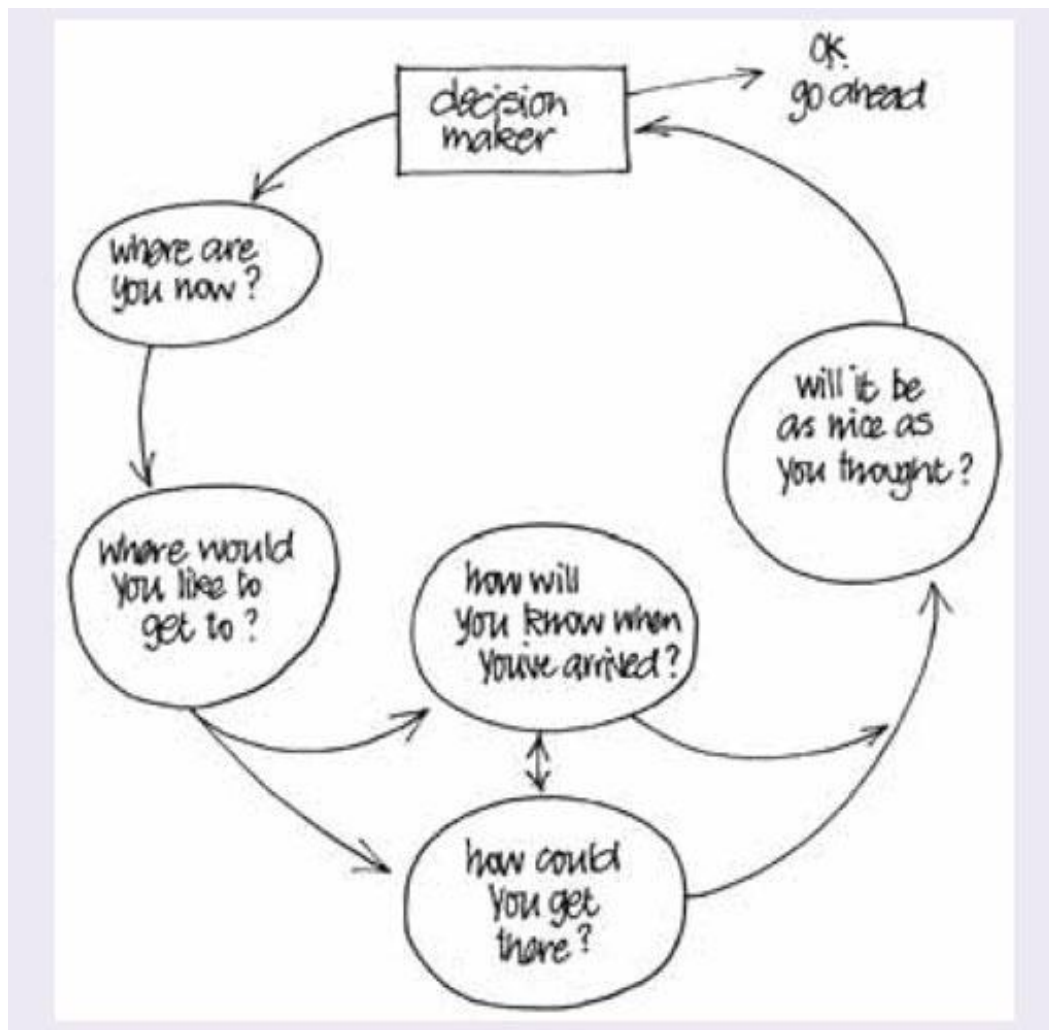 decision
maker
ok.
go ahead
where are
you now?
where would
you like to
get to?
how will
you know when
you've arrived?
how could
you get
there?
will it be
as nice as
you thought?